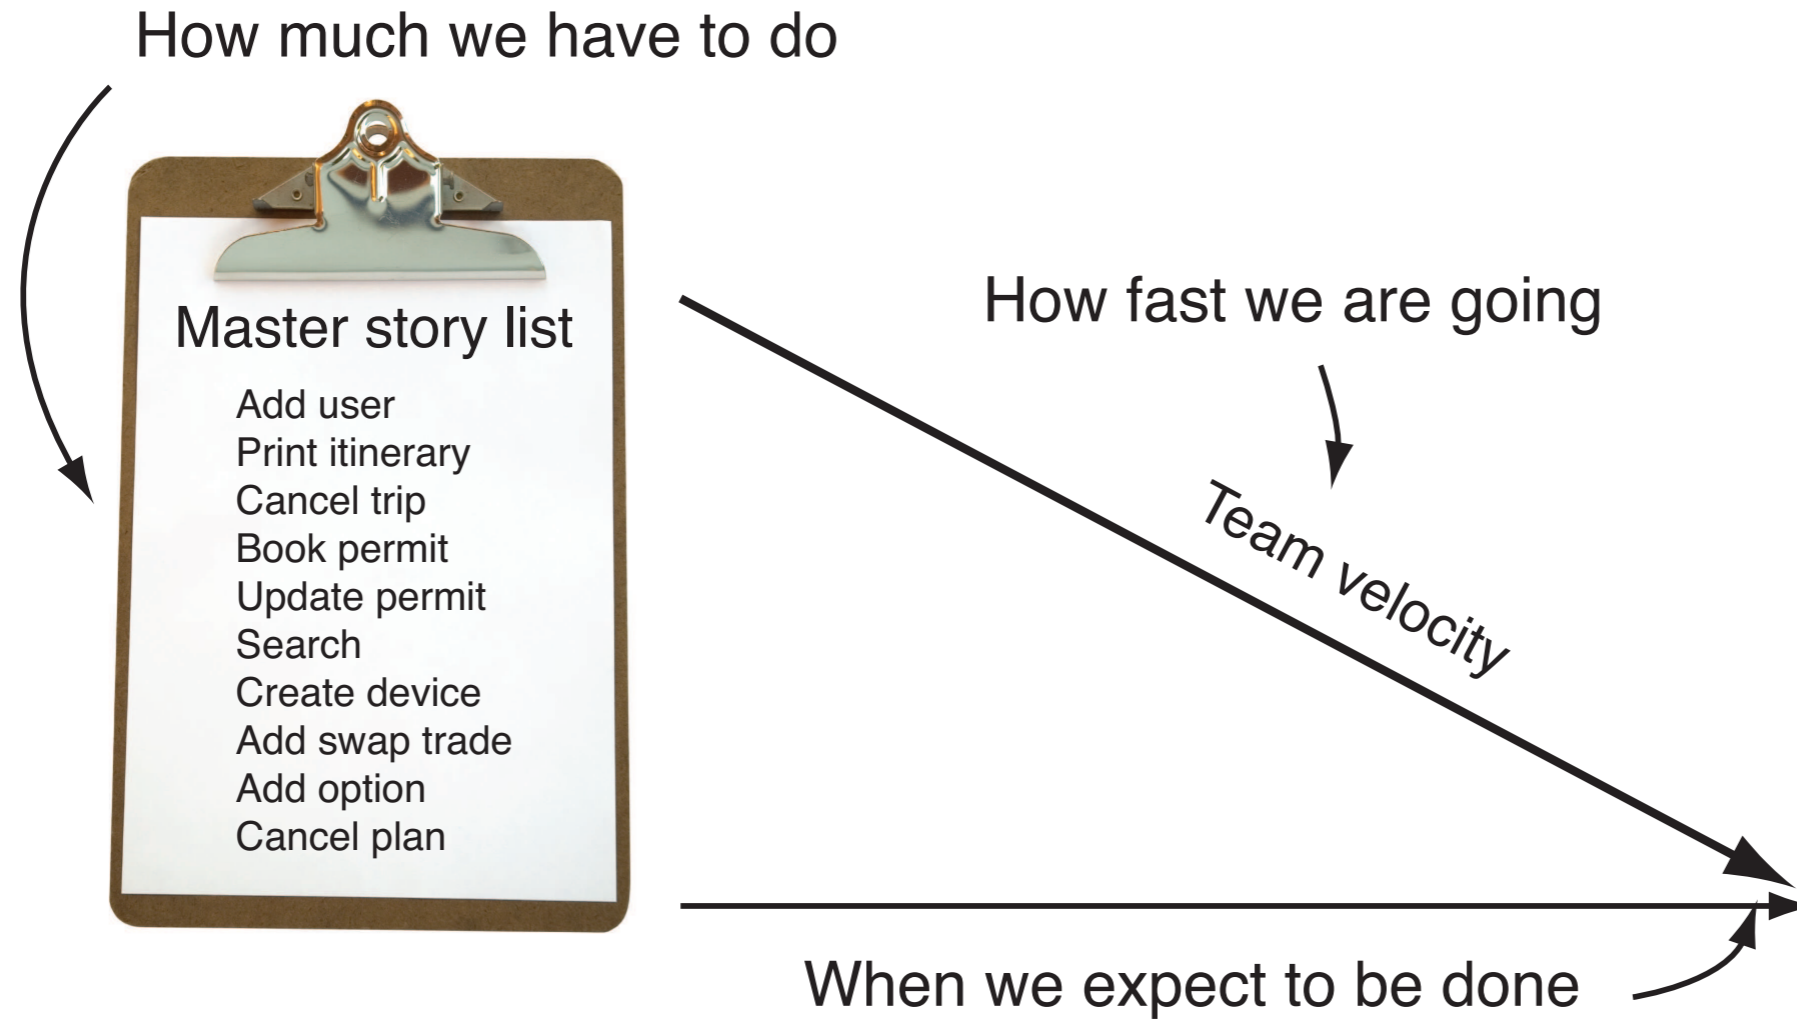 How much we have to do
Master story list
Add user
Print itinerary
Cancel trip
Book permit
Update permit
Search
Create device
Add swap trade
Add option
Cancel plan
How fast we are going
Team velocity
When we expect to be done